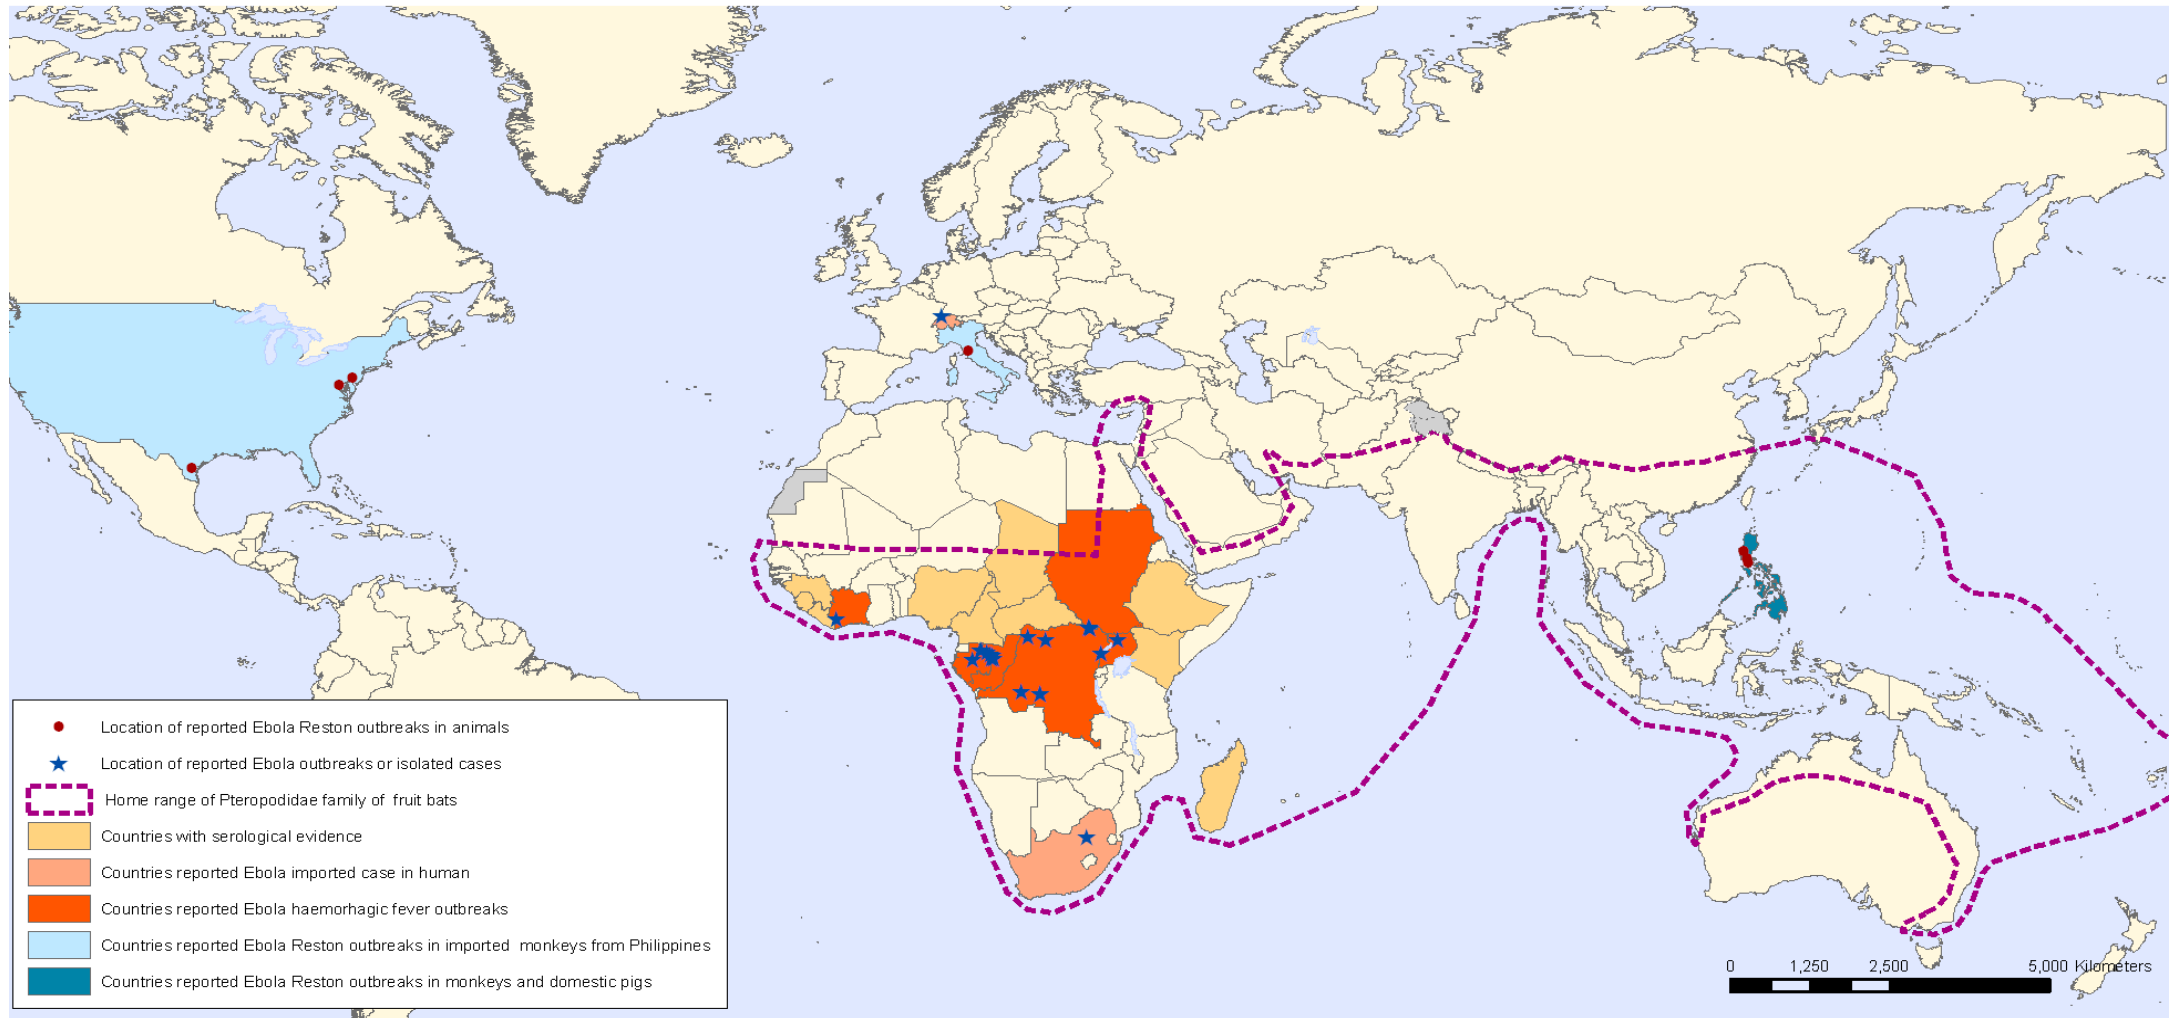 Location of reported Ebola Reston outbreaks in animals
Location of reported Ebola outbreaks or isolated cases
Home range of Pteropodidae family of fruit bats
Countries with serological evidence
Countries reported Ebola imported case in human
Countries reported Ebola haemorhagic fever outbreaks
Countries reported Ebola Reston outbreaks in imported monkeys from Philippines
Countries reported Ebola Reston outbreaks in monkeys and domestic pigs
0 1,250 2,500 5,000 Kilometers